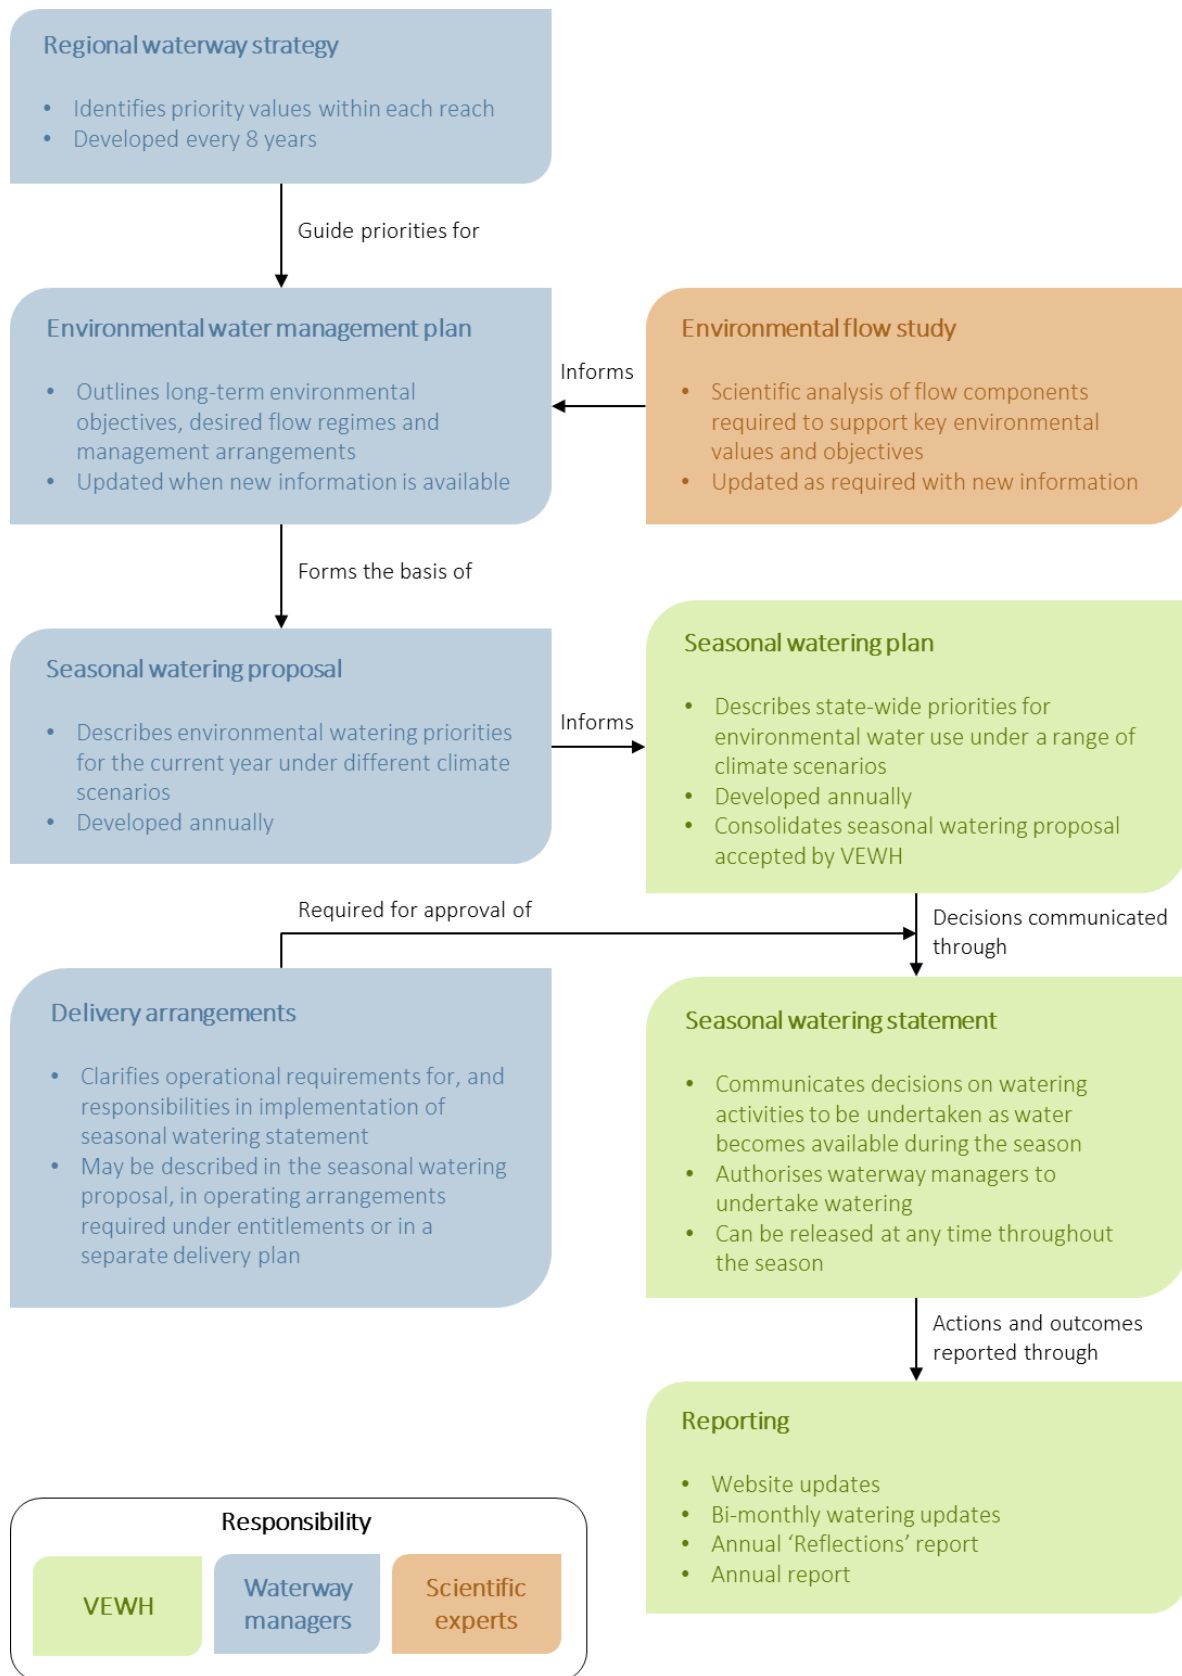 Regional waterway strategy
• Identifies priority values within each reach
• Developed every 8 years
Guide priorities for
Environmental water management plan
• Outlines long-term environmental
objectives, desired flow regimes and
management arrangements
• Updated when new information is available
Informs
Environmental flow study
• Scientific analysis of flow components
required to support key environmental
values and objectives
• Updated as required with new information
Forms the basis of
Seasonal watering proposal
• Describes environmental watering priorities
for the current year under different climate
scenarios
• Developed annually
Informs
Seasonal watering plan
• Describes state-wide priorities for
environmental water use under a range of
climate scenarios
• Developed annually
• Consolidates seasonal watering proposal
accepted by VEWH
Required for approval of
Decisions communicated
through
Delivery arrangements
• Clarifies operational requirements for, and
responsibilities in implementation of
seasonal watering statement
• May be described in the seasonal watering
proposal, in operating arrangements
required under entitlements or in a
separate delivery plan
Seasonal watering statement
• Communicates decisions on watering
activities to be undertaken as water
becomes available during the season
• Authorises waterway managers to
undertake watering
• Can be released at any time throughout
the season
Actions and outcomes
reported through
Reporting
• Website updates
• Bi-monthly watering updates
• Annual ‘Reflections’ report
• Annual report
Responsibility
VEWH
Waterway
managers
Scientific
experts